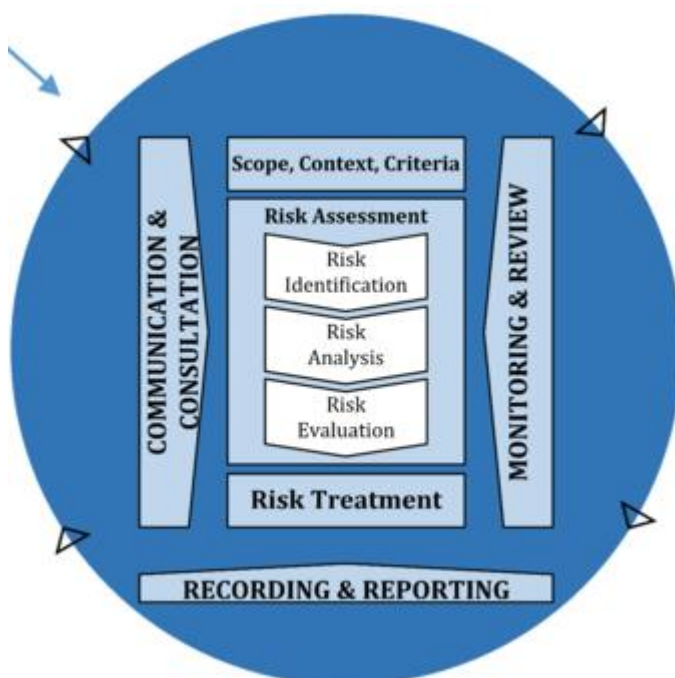 Scope, Context, Criteria
Risk Assessment
Risk
Identification
Risk
Analysis
Risk
Evaluation
Risk Treatment
COMMUNICATION &
CONSULTATION
MONITORING & REVIEW
RECORDING & REPORTING